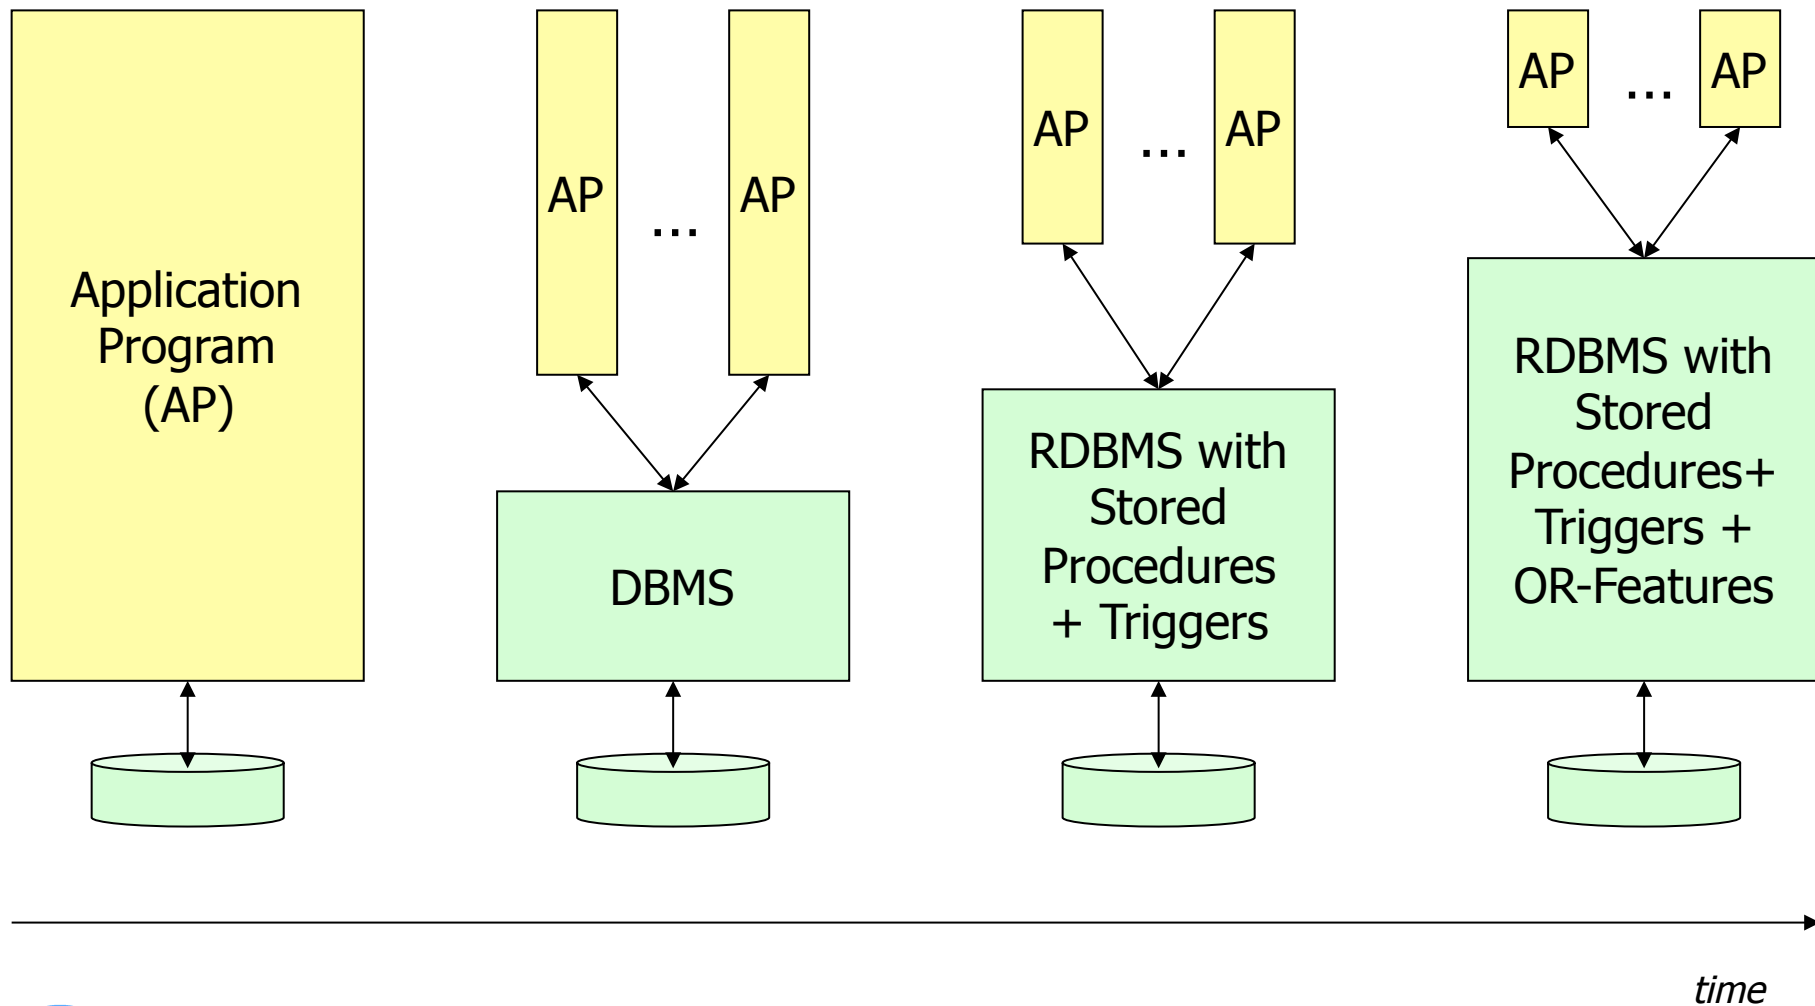 Application
Program
(AP)
AP
...
AP
DBMS
AP
...
AP
RDBMS with
Stored
Procedures
+ Triggers
AP
...
AP
RDBMS with
Stored
Procedures+
Triggers +
OR-Features
time